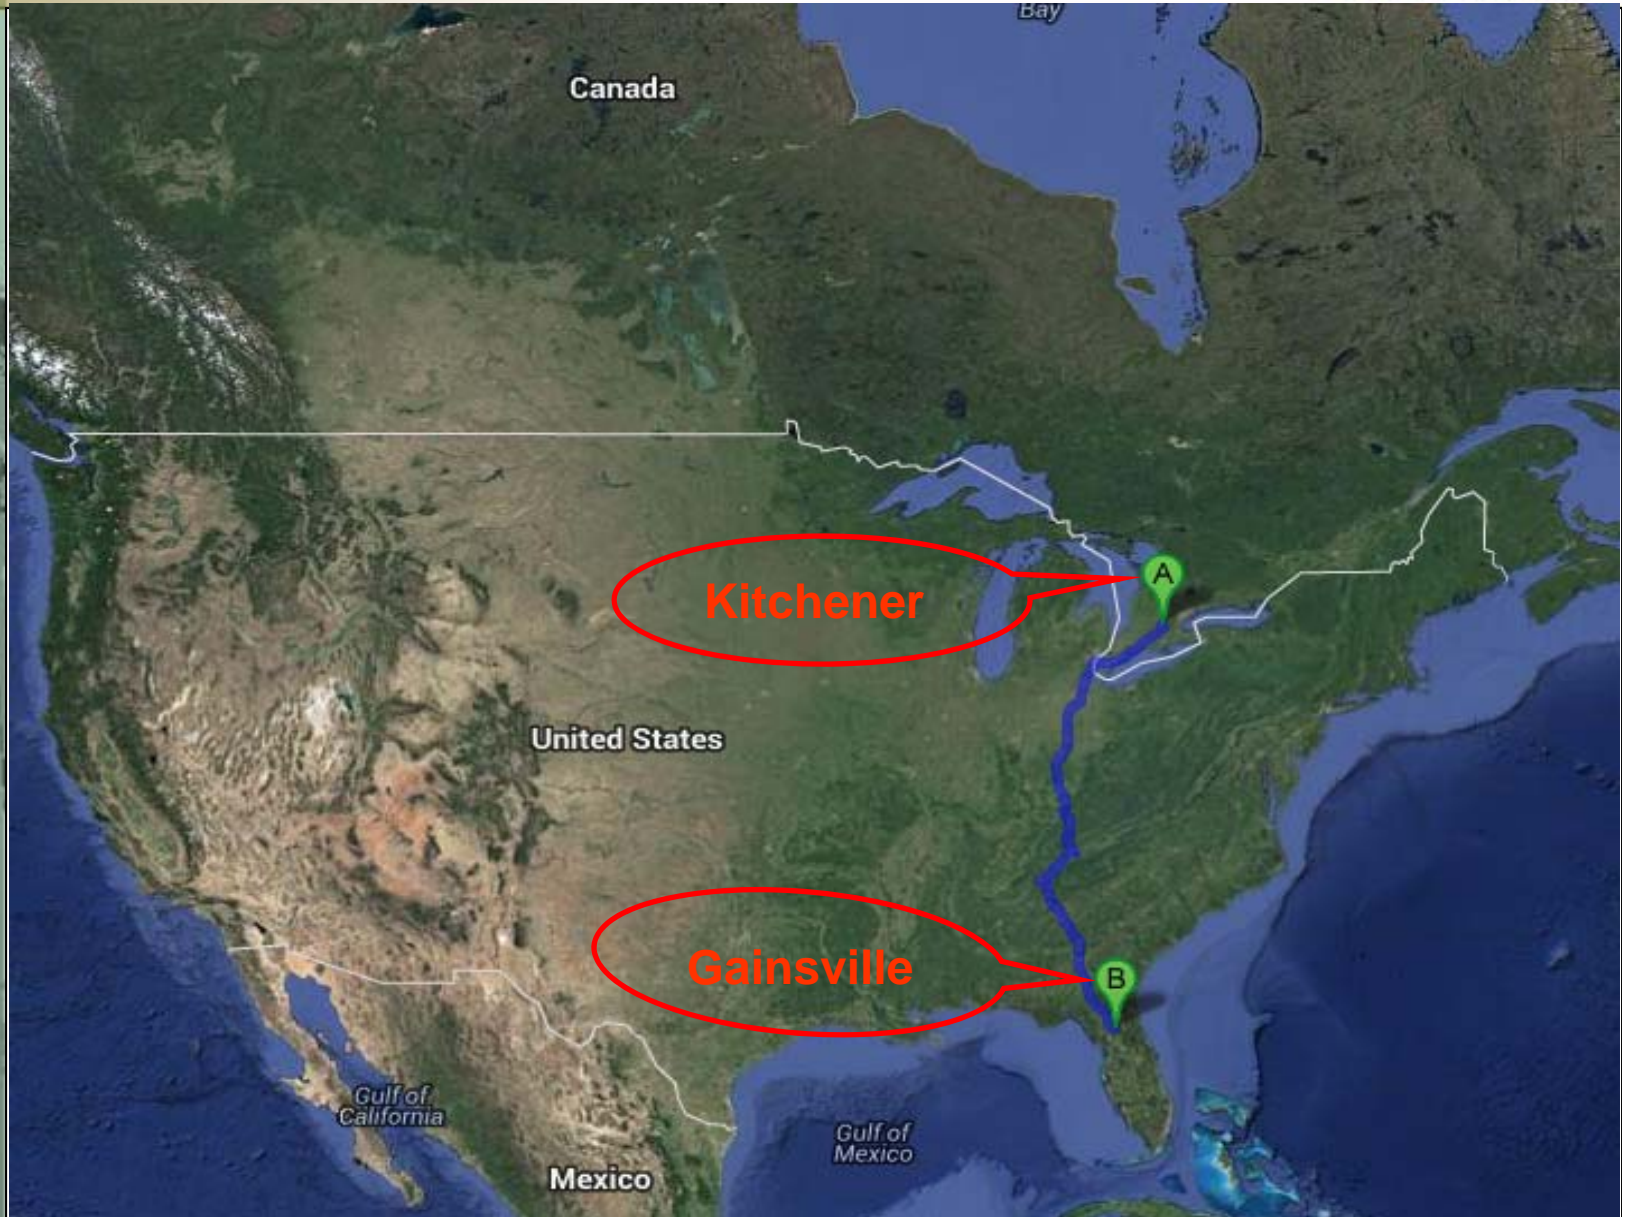 Bay
Canada
A
Kitchener
United States
Gainsville
B
Gulf of
California
Gulf of
Mexico
Mexico